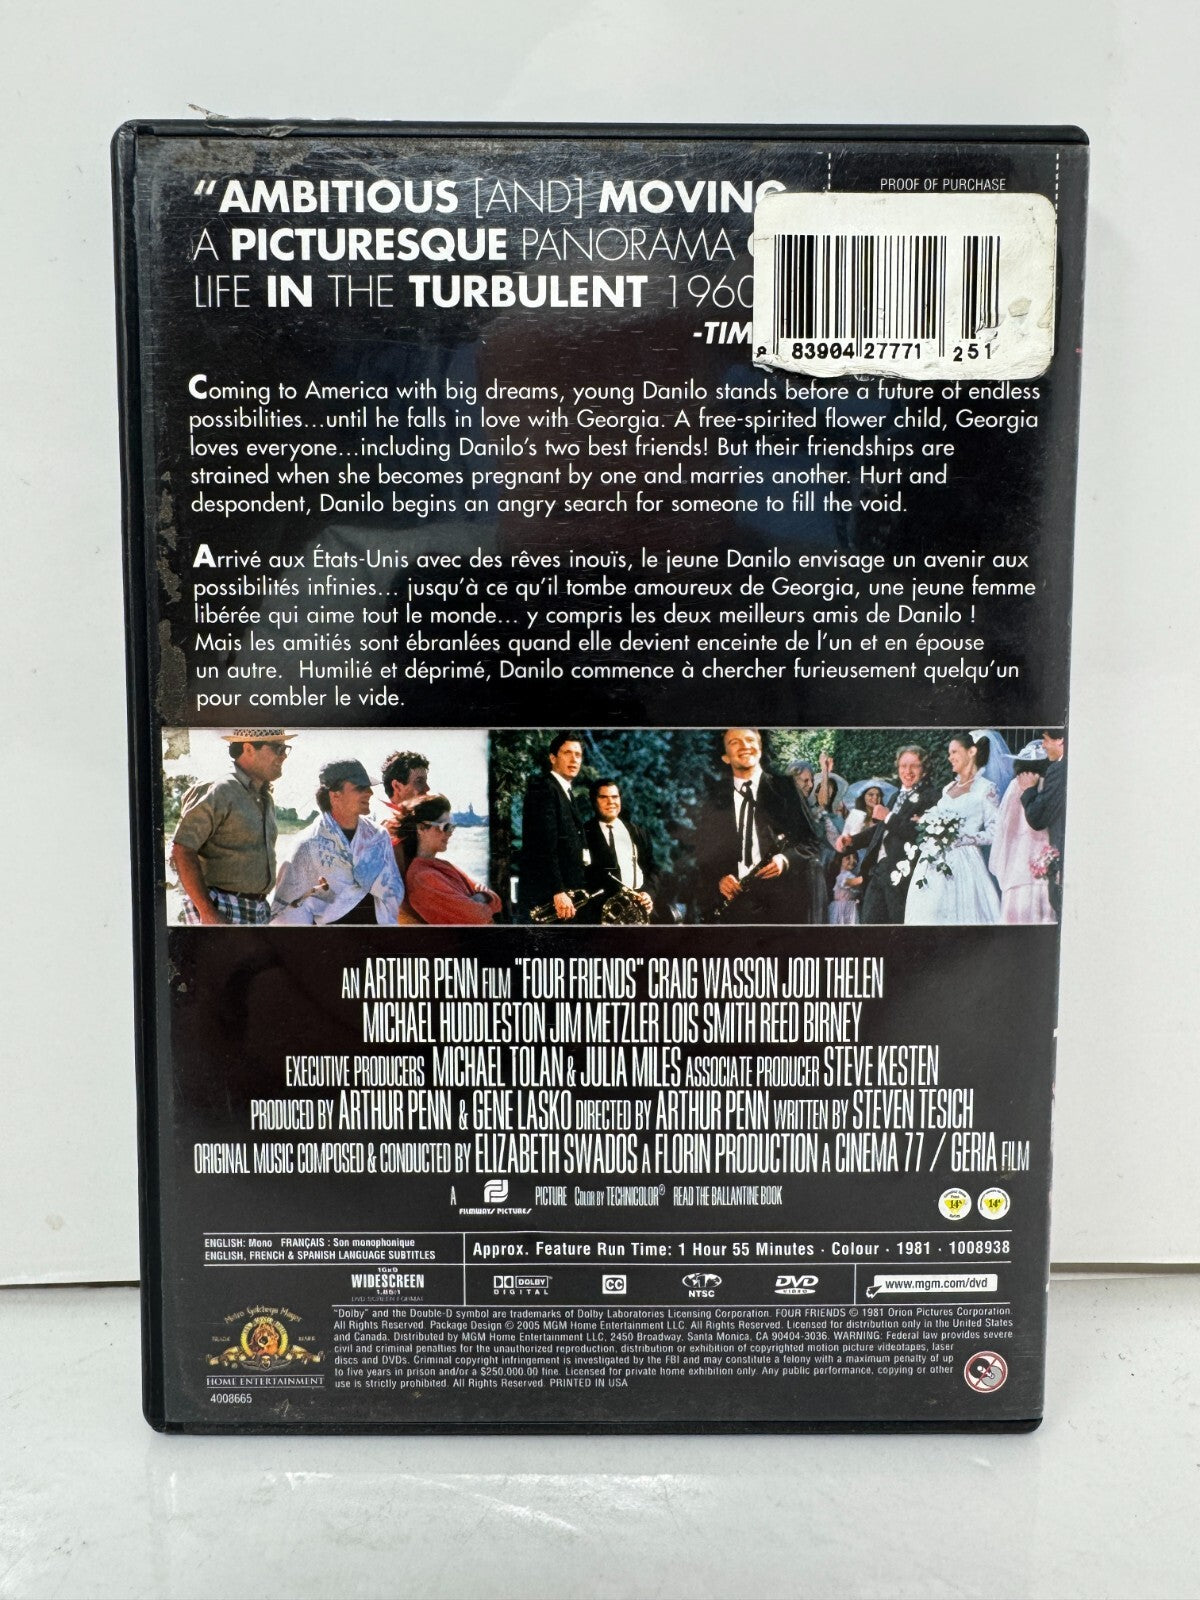 “AMBITIOUS [AND] MOVING
A PICTURESQUE PANORAMA
LIFE IN THE TURBULENT 1960
-TIM
PROOF OF PURCHASE
8 83904 27771 251
Coming to America with big dreams, young Danilo stands before a future of endless
possibilities...until he falls in love with Georgia. A free-spirited flower child, Georgia
loves everyone...including Danilo's two best friends! But their friendships are
strained when she becomes pregnant by one and marries another. Hurt and
despondent, Danilo begins an angry search for someone to fill the void.
Arrivé aux États-Unis avec des rêves inouïs, le jeune Danilo envisage un avenir aux
possibilités infinies... jusqu'à ce qu'il tombe amoureux de Georgia, une jeune femme
libérée qui aime tout le monde... y compris les deux meilleurs amis de Danilo !
Mais les amitiés sont ébranlées quand elle devient enceinte de l'un et en épouse
un autre. Humilié et déprimé, Danilo commence à chercher furieusement quelqu'un
pour combler le vide.
AN ARTHUR PENN FILM "FOUR FRIENDS" CRAIG WASSON JODI THELEN
MICHAEL HUDDLESTON JIM METZLER LOIS SMITH REED BIRNEY
EXECUTIVE PRODUCERS MICHAEL TOLAN & JULIA MILES ASSOCIATE PRODUCER STEVE KESTEN
PRODUCED BY ARTHUR PENN & GENE LASKO DIRECTED BY ARTHUR PENN WRITTEN BY STEVEN TESICH
ORIGINAL MUSIC COMPOSED & CONDUCTED BY ELIZABETH SWADOS A FLORIN PRODUCTION A CINEMA 77 / GERIA FILM
A FILMWAYS PICTURES PICTURE COLOR BY TECHNICOLOR® READ THE BALLANTINE BOOK
14A 14+
ENGLISH: Mono FRANÇAIS : Son monophonique
ENGLISH, FRENCH & SPANISH LANGUAGE SUBTITLES
Approx. Feature Run Time: 1 Hour 55 Minutes · Colour · 1981 · 1008938
16x9
WIDESCREEN
1.85:1
DVD SCREEN FORMAT
DOLBY
DIGITAL
CC
NTSC
DVD
VIDEO
www.mgm.com/dvd
Metro Goldwyn Mayer
TRADE MARK
HOME ENTERTAINMENT
4008665
"Dolby" and the Double-D symbol are trademarks of Dolby Laboratories Licensing Corporation. FOUR FRIENDS © 1981 Orion Pictures Corporation.
All Rights Reserved. Package Design © 2005 MGM Home Entertainment LLC. All Rights Reserved. Licensed for distribution only in the United States
and Canada. Distributed by MGM Home Entertainment LLC, 2450 Broadway, Santa Monica, CA 90404-3036. WARNING: Federal law provides severe
civil and criminal penalties for the unauthorized reproduction, distribution or exhibition of copyrighted motion picture videotapes, laser
discs and DVDs. Criminal copyright infringement is investigated by the FBI and may constitute a felony with a maximum penalty of up
to five years in prison and/or a $250,000.00 fine. Licensed for private home exhibition only. Any public performance, copying or other
use is strictly prohibited. All Rights Reserved. PRINTED IN USA